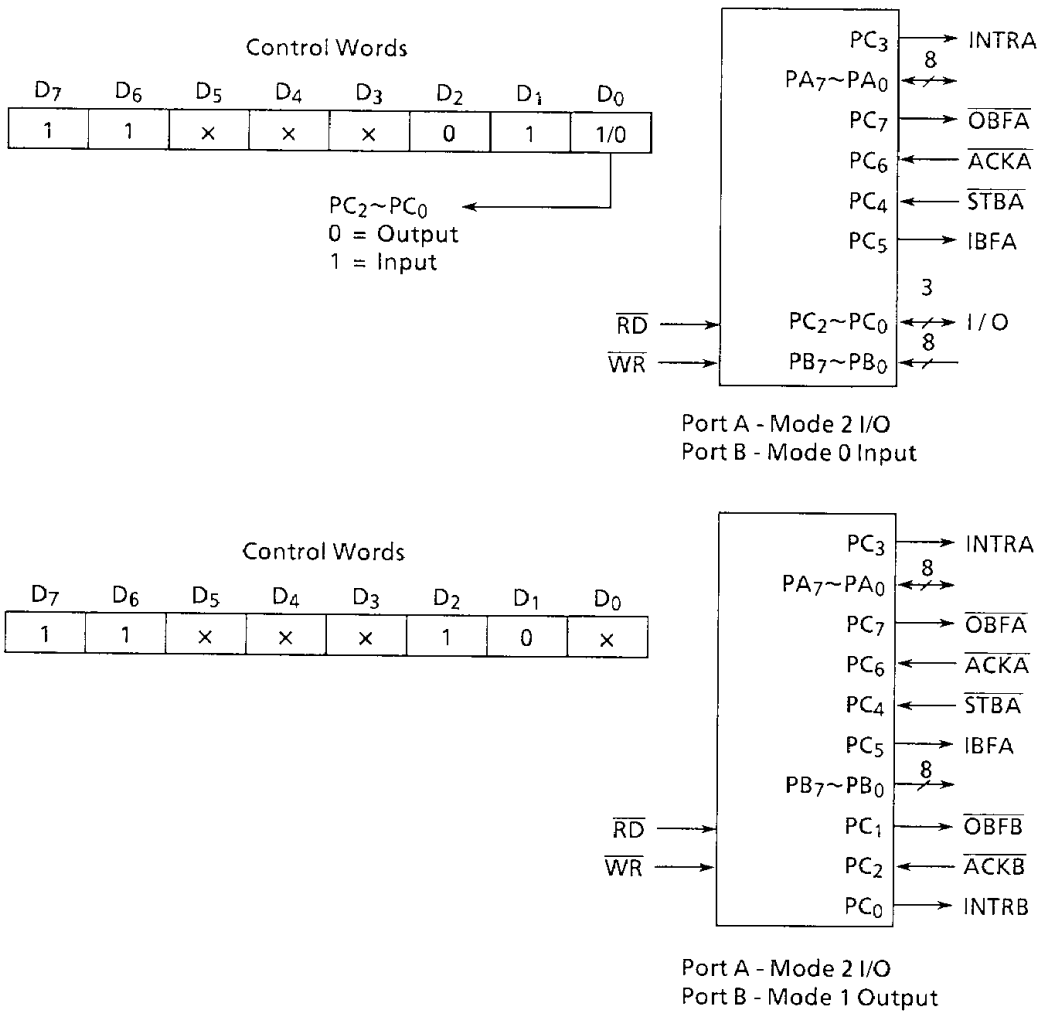 Control Words
D7 D6 D5 D4 D3 D2 D1 D0
1 1 × × × 0 1 1/0
PC2~PC0
0 = Output
1 = Input
RD
WR
PC3 INTRA
PA7~PA0 8
PC7 OBFA
PC6 ACKA
PC4 STBA
PC5 IBFA
3
PC2~PC0 I/O
PB7~PB0 8
Port A - Mode 2 I/O
Port B - Mode 0 Input
Control Words
D7 D6 D5 D4 D3 D2 D1 D0
1 1 × × × 1 0 ×
RD
WR
PC3 INTRA
PA7~PA0 8
PC7 OBFA
PC6 ACKA
PC4 STBA
PC5 IBFA
PB7~PB0 8
PC1 OBFB
PC2 ACKB
PC0 INTRB
Port A - Mode 2 I/O
Port B - Mode 1 Output